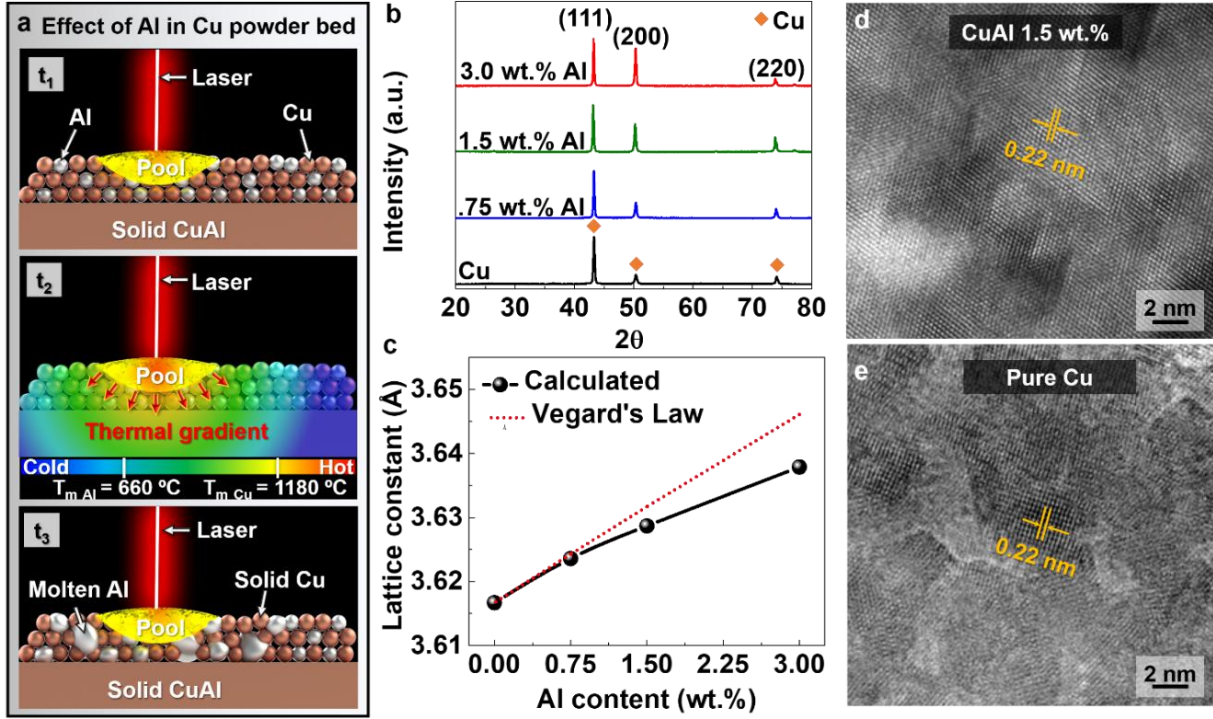 a Effect of Al in Cu powder bed
t₁
Laser
Al
Cu
Pool
Solid CuAl
t₂
Laser
Pool
Thermal gradient
Cold
Hot
Tₘ Al = 660 ºC
Tₘ Cu = 1180 ºC
t₃
Laser
Molten Al
Solid Cu
Pool
Solid CuAl
b
Intensity (a.u.)
(111)
(200)
(220)
Cu
3.0 wt.% Al
1.5 wt.% Al
.75 wt.% Al
Cu
20 30 40 50 60 70 80
2θ
c
Lattice constant (Å)
Calculated
Vegard's Law
3.65
3.64
3.63
3.62
3.61
0.00 0.75 1.50 2.25 3.00
Al content (wt.%)
d
CuAl 1.5 wt.%
0.22 nm
2 nm
e
Pure Cu
0.22 nm
2 nm